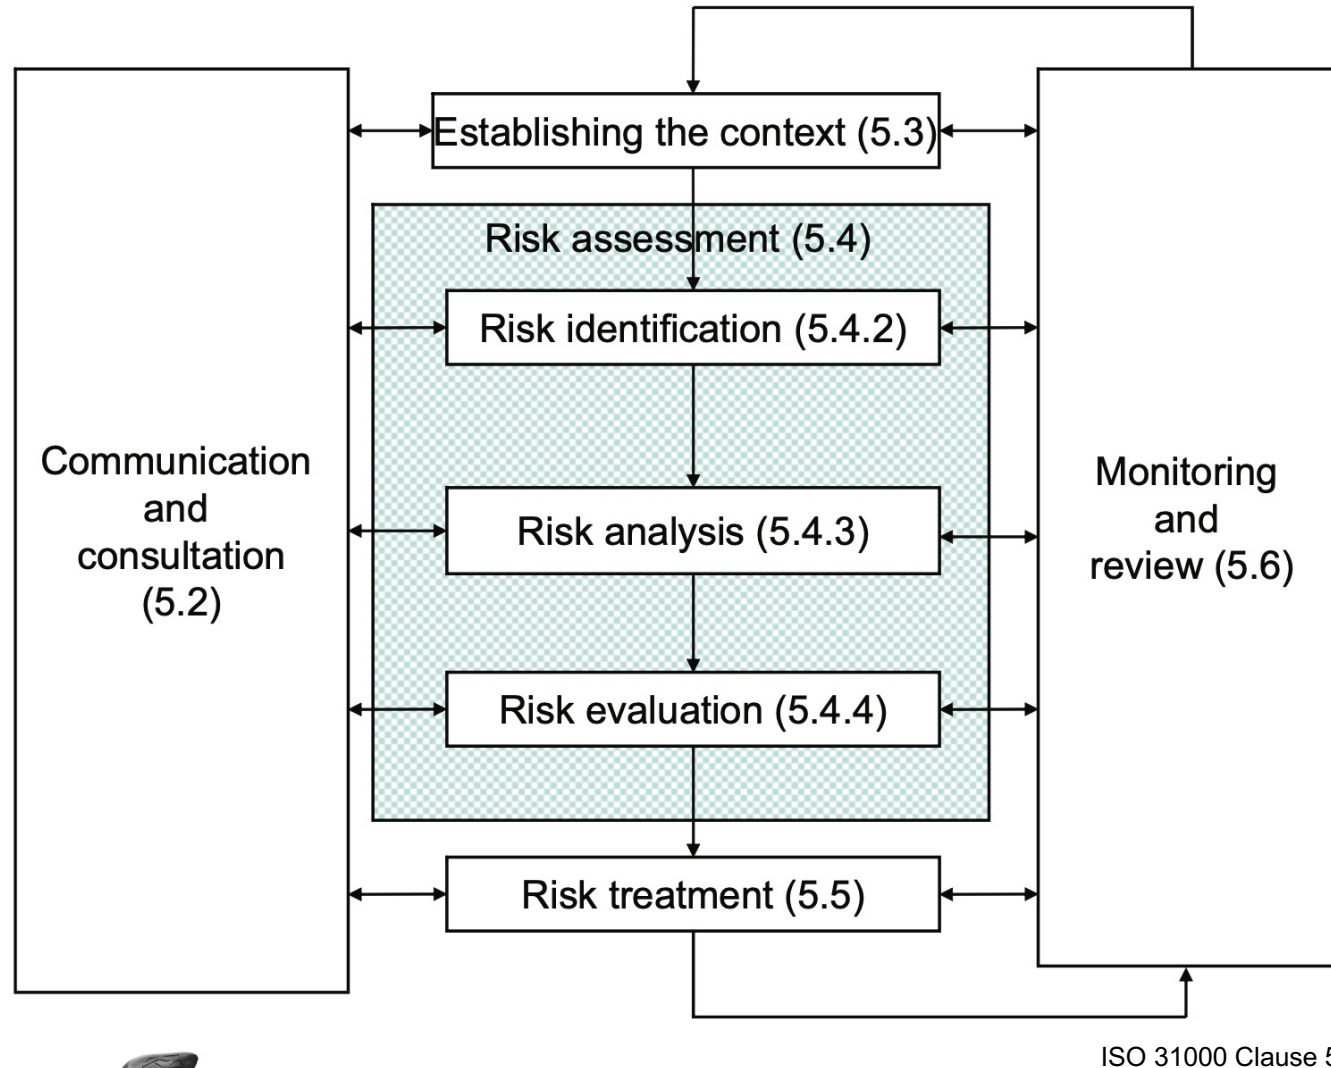 Establishing the context (5.3)
Risk assessment (5.4)
Risk identification (5.4.2)
Communication
and
consultation
(5.2)
Risk analysis (5.4.3)
Monitoring
and
review (5.6)
Risk evaluation (5.4.4)
Risk treatment (5.5)
ISO 31000 Clause 5